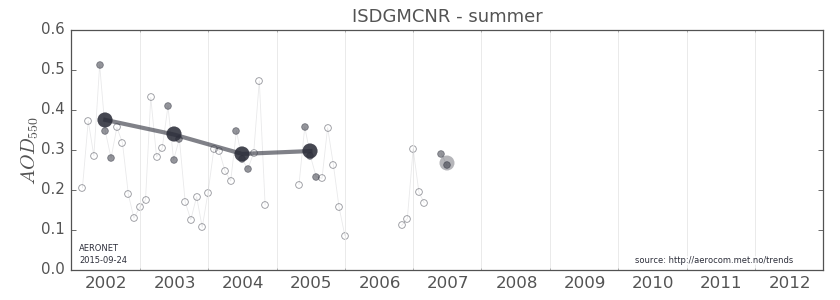 ISDGMCNR - summer
0.6
0.5
0.4
0.3
0.2
0.1
0.0
AOD550
AERONET
2015-09-24
source: http://aerocom.met.no/trends
2002 2003 2004 2005 2006 2007 2008 2009 2010 2011 2012